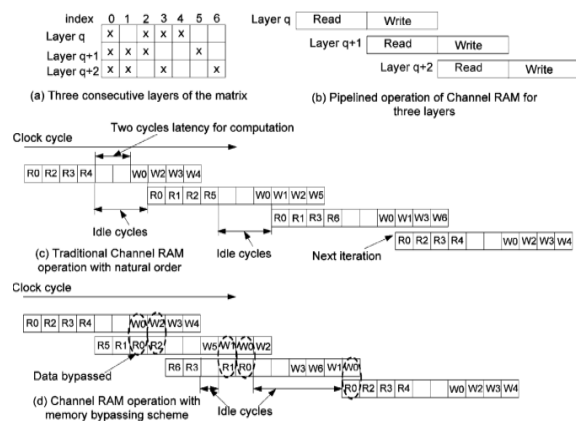 index 0 1 2 3 4 5 6
Layer q x x x x
Layer q+1 x x x x
Layer q+2 x x x x
(a) Three consecutive layers of the matrix
Layer q Read Write
Layer q+1 Read Write
Layer q+2 Read Write
(b) Pipelined operation of Channel RAM for
three layers
Two cycles latency for computation
Clock cycle
R0 R2 R3 R4 W0 W2 W3 W4
R0 R1 R2 R5 W0 W1 W2 W5
R0 R1 R3 R6 W0 W1 W3 W6
R0 R2 R3 R4 W0 W2 W3 W4
Idle cycles
Idle cycles
Next iteration
(c) Traditional Channel RAM
operation with natural order
Clock cycle
R0 R2 R3 R4 W0 W2 W3 W4
R5 R1 R0 R2 W5 W1 W0 W2
R6 R3 R1 R0 W3 W6 W1 W0
R0 R2 R3 R4 W0 W2 W3 W4
Data bypassed
Idle cycles
(d) Channel RAM operation with
memory bypassing scheme